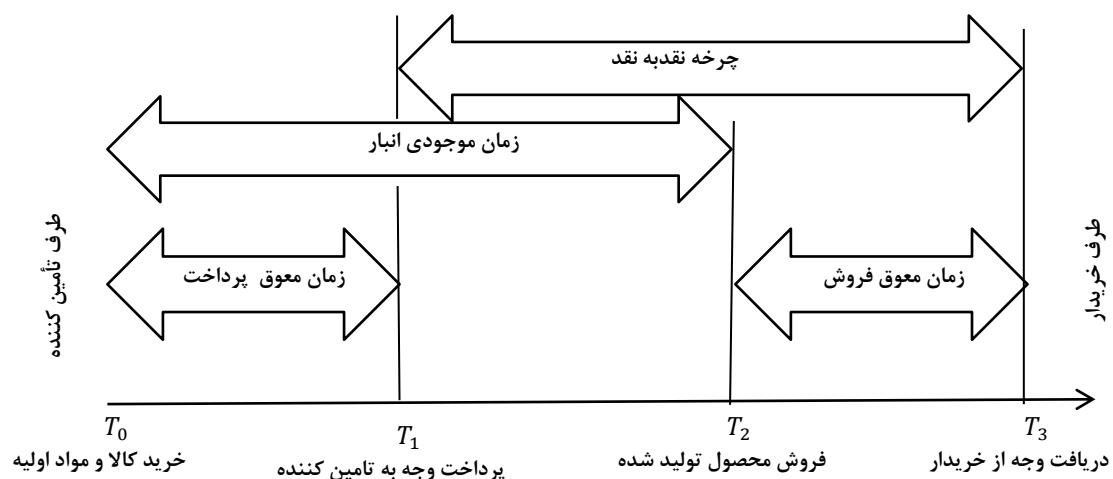 چرخه نقدبه نقد
زمان موجودی انبار
طرف خریدار
زمان معوق فروش
زمان معوق پرداخت
طرف تأمین کننده
T0
T1
T2
T3
خرید کالا و مواد اولیه
پرداخت وجه به تامین کننده
فروش محصول تولید شده
دریافت وجه از خریدار